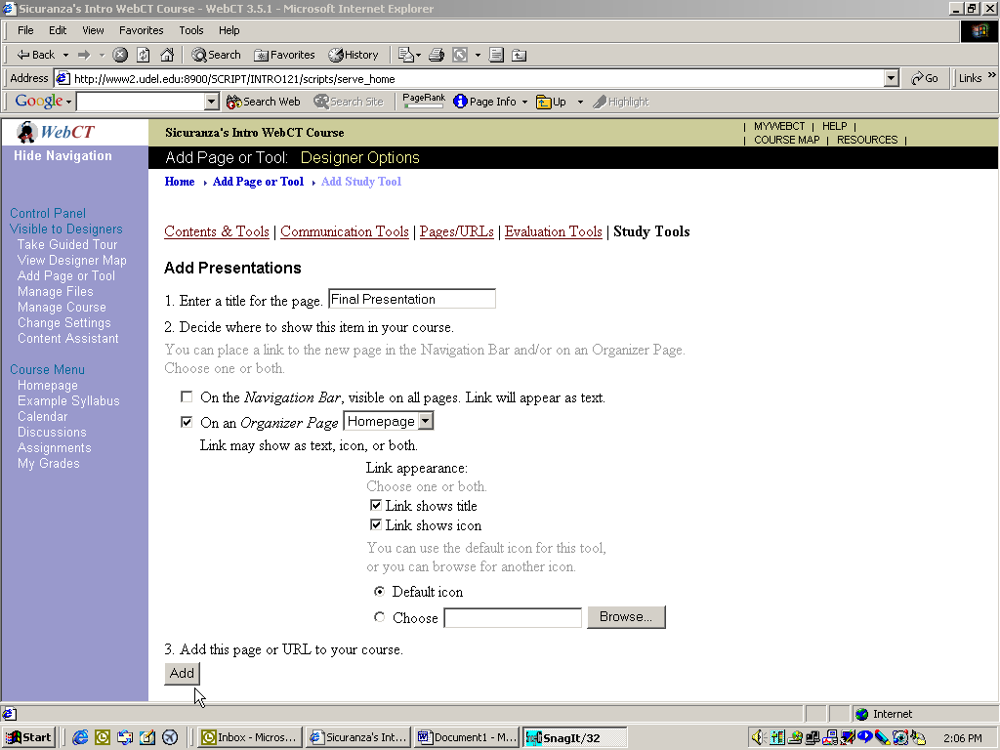 Sicuranza's Intro WebCT Course - WebCT 3.5.1 - Microsoft Internet Explorer
File Edit View Favorites Tools Help
Back Search Favorites History
Address http://www2.udel.edu:8900/SCRIPT/INTRO121/scripts/serve_home Go Links »
Google Search Web Search Site PageRank Page Info Up Highlight
WebCT
Hide Navigation
Control Panel
Visible to Designers
Take Guided Tour
View Designer Map
Add Page or Tool
Manage Files
Manage Course
Change Settings
Content Assistant
Course Menu
Homepage
Example Syllabus
Calendar
Discussions
Assignments
My Grades
Sicuranza's Intro WebCT Course
| MYWEBCT | HELP |
| COURSE MAP | RESOURCES |
Add Page or Tool: Designer Options
Home › Add Page or Tool › Add Study Tool
Contents & Tools | Communication Tools | Pages/URLs | Evaluation Tools | Study Tools
Add Presentations
1. Enter a title for the page. Final Presentation
2. Decide where to show this item in your course.
You can place a link to the new page in the Navigation Bar and/or on an Organizer Page.
Choose one or both.
On the Navigation Bar, visible on all pages. Link will appear as text.
On an Organizer Page Homepage
Link may show as text, icon, or both.
Link appearance:
Choose one or both.
Link shows title
Link shows icon
You can use the default icon for this tool,
or you can browse for another icon.
Default icon
Choose Browse...
3. Add this page or URL to your course.
Add
Internet
Start Inbox - Micros... Sicuranza's Int... Document1 - M... SnagIt/32 2:06 PM